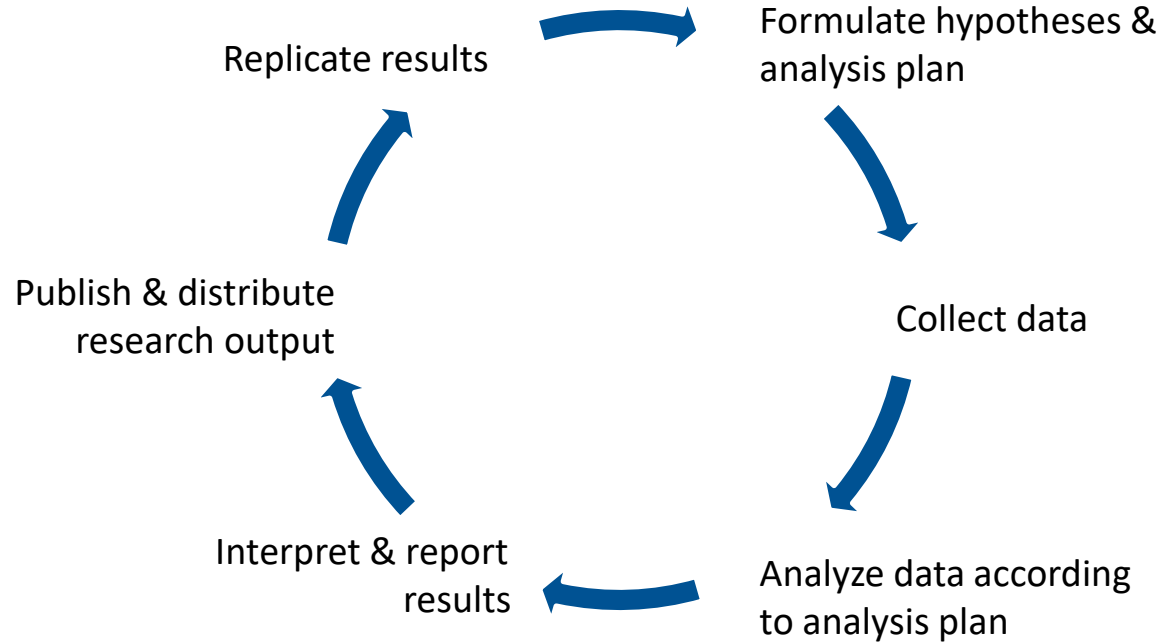 Replicate results
Formulate hypotheses &
analysis plan
Collect data
Analyze data according
to analysis plan
Interpret & report
results
Publish & distribute
research output